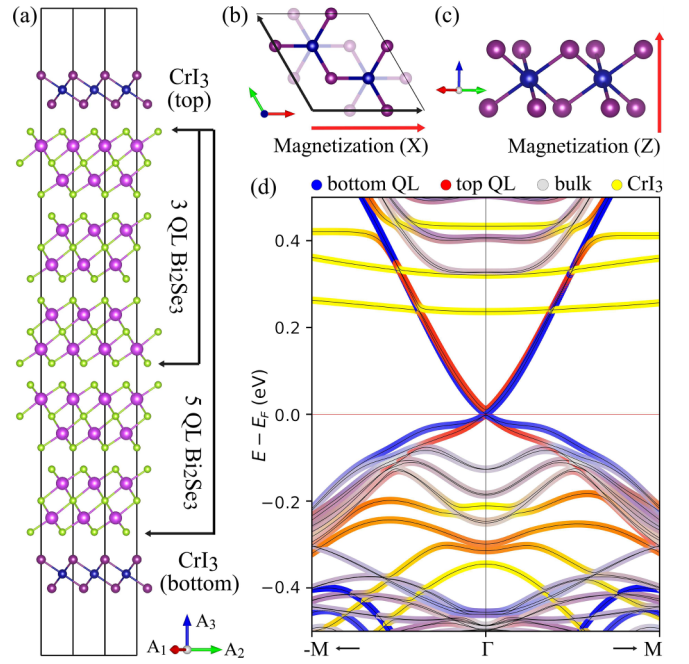 (a)
CrI₃
(top)
3 QL Bi₂Se₃
5 QL Bi₂Se₃
CrI₃
(bottom)
A₃
A₁
A₂
(b)
Magnetization (X)
(c)
Magnetization (Z)
(d)
bottom QL
top QL
bulk
CrI₃
E − E_F (eV)
0.4
0.2
0.0
−0.2
−0.4
-M
Γ
M